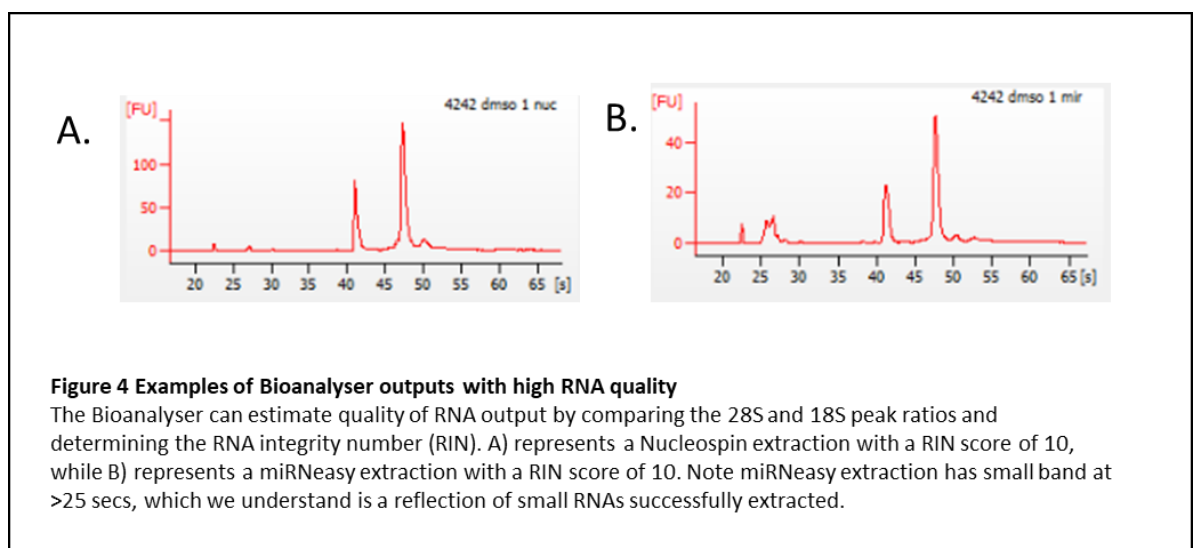 A.
[FU]
4242 dmso 1 nuc
100
50
0
20 25 30 35 40 45 50 55 60 65 [s]
B.
[FU]
4242 dmso 1 mir
40
20
0
20 25 30 35 40 45 50 55 60 65 [s]
Figure 4 Examples of Bioanalyser outputs with high RNA quality
The Bioanalyser can estimate quality of RNA output by comparing the 28S and 18S peak ratios and
determining the RNA integrity number (RIN). A) represents a Nucleospin extraction with a RIN score of 10,
while B) represents a miRNeasy extraction with a RIN score of 10. Note miRNeasy extraction has small band at
>25 secs, which we understand is a reflection of small RNAs successfully extracted.